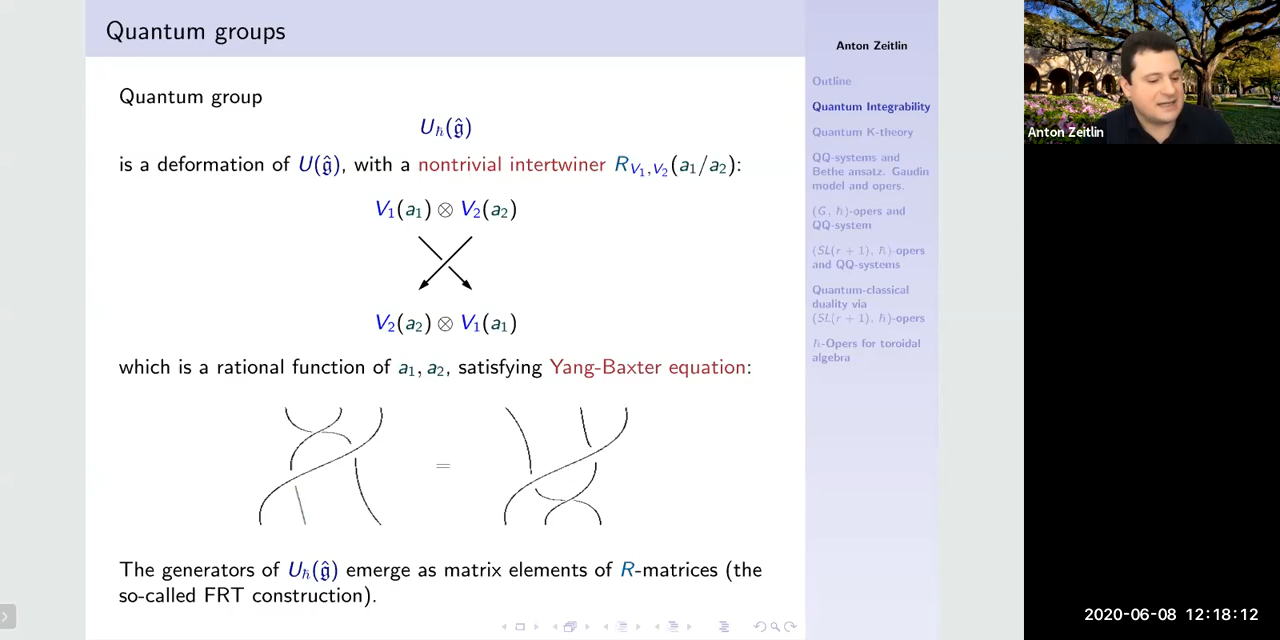 Quantum groups
Quantum group
Uℏ(𝔤̂)
is a deformation of U(𝔤̂), with a nontrivial intertwiner R_{V₁,V₂}(a₁/a₂):
V₁(a₁) ⊗ V₂(a₂)
V₂(a₂) ⊗ V₁(a₁)
which is a rational function of a₁, a₂, satisfying Yang-Baxter equation:
=
The generators of Uℏ(𝔤̂) emerge as matrix elements of R-matrices (the
so-called FRT construction).
Anton Zeitlin
Outline
Quantum Integrability
Quantum K-theory
QQ-systems and
Bethe ansatz. Gaudin
model and opers.
(G, ℏ)-opers and
QQ-system
(SL(r + 1), ℏ)-opers
and QQ-systems
Quantum-classical
duality via
(SL(r + 1), ℏ)-opers
ℏ-Opers for toroidal
algebra
Anton Zeitlin
2020-06-08 12:18:12